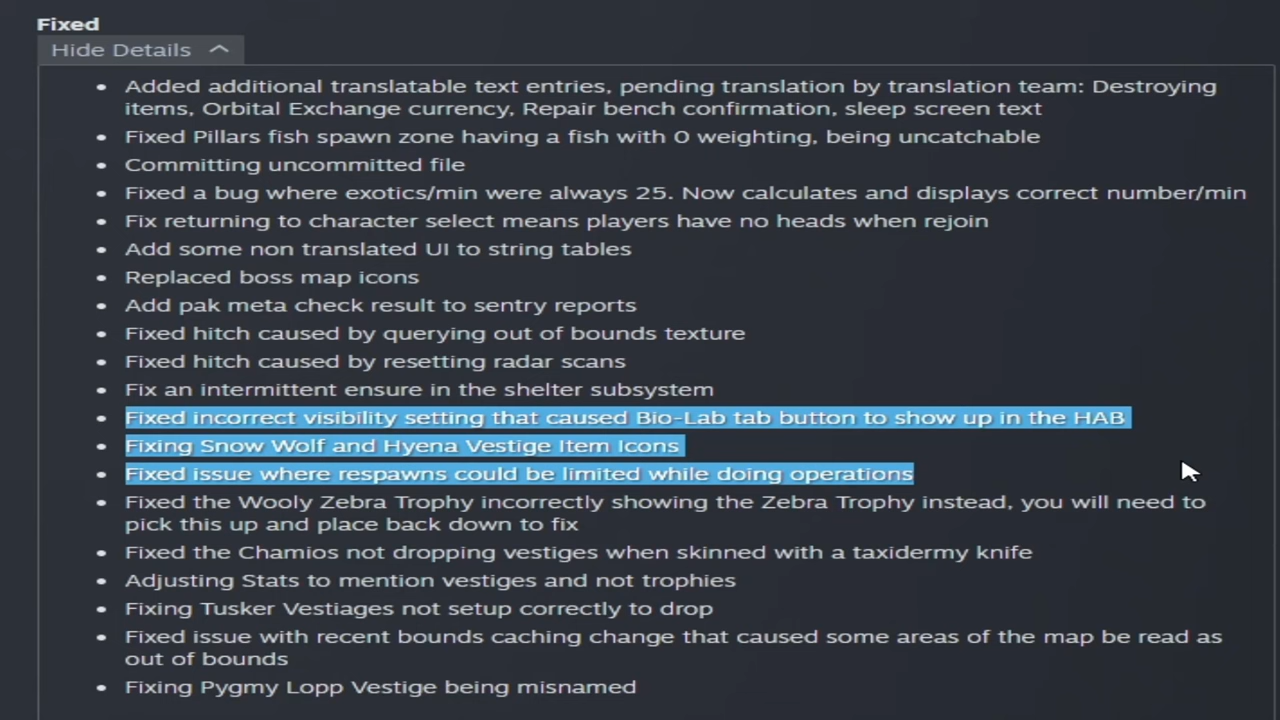 Fixed
Hide Details
Added additional translatable text entries, pending translation by translation team: Destroying
items, Orbital Exchange currency, Repair bench confirmation, sleep screen text
Fixed Pillars fish spawn zone having a fish with 0 weighting, being uncatchable
Committing uncommitted file
Fixed a bug where exotics/min were always 25. Now calculates and displays correct number/min
Fix returning to character select means players have no heads when rejoin
Add some non translated UI to string tables
Replaced boss map icons
Add pak meta check result to sentry reports
Fixed hitch caused by querying out of bounds texture
Fixed hitch caused by resetting radar scans
Fix an intermittent ensure in the shelter subsystem
Fixed incorrect visibility setting that caused Bio-Lab tab button to show up in the HAB
Fixing Snow Wolf and Hyena Vestige Item Icons
Fixed issue where respawns could be limited while doing operations
Fixed the Wooly Zebra Trophy incorrectly showing the Zebra Trophy instead, you will need to
pick this up and place back down to fix
Fixed the Chamios not dropping vestiges when skinned with a taxidermy knife
Adjusting Stats to mention vestiges and not trophies
Fixing Tusker Vestiages not setup correctly to drop
Fixed issue with recent bounds caching change that caused some areas of the map be read as
out of bounds
Fixing Pygmy Lopp Vestige being misnamed